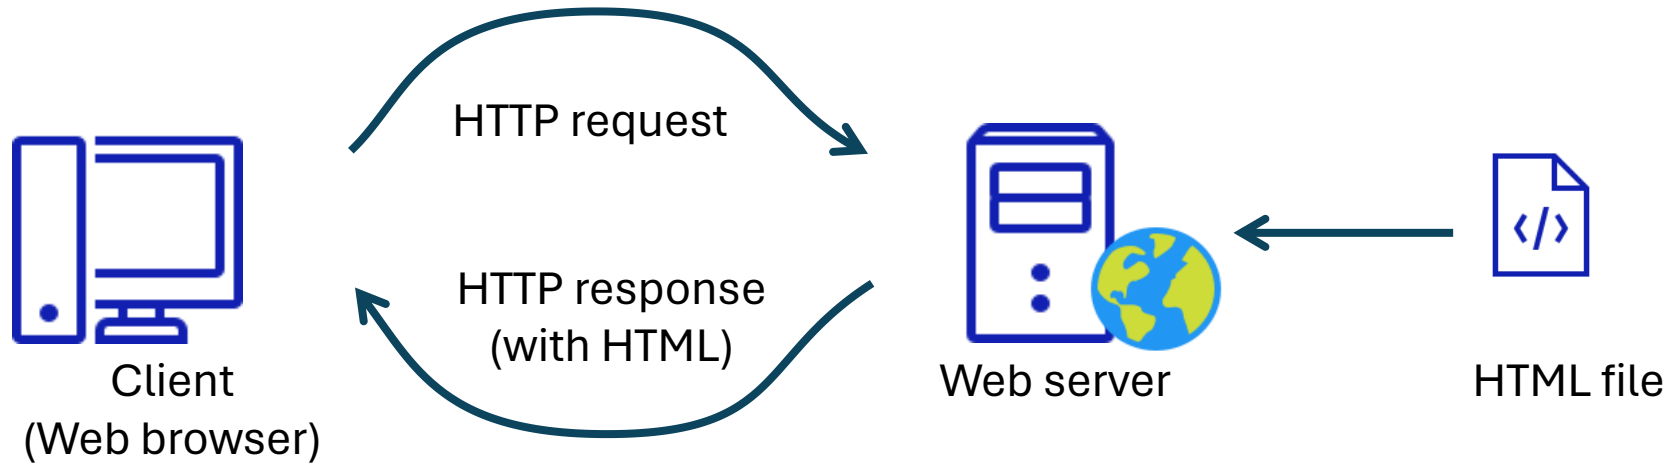 HTTP request
HTTP response
(with HTML)
Client
(Web browser)
Web server
HTML file
</>